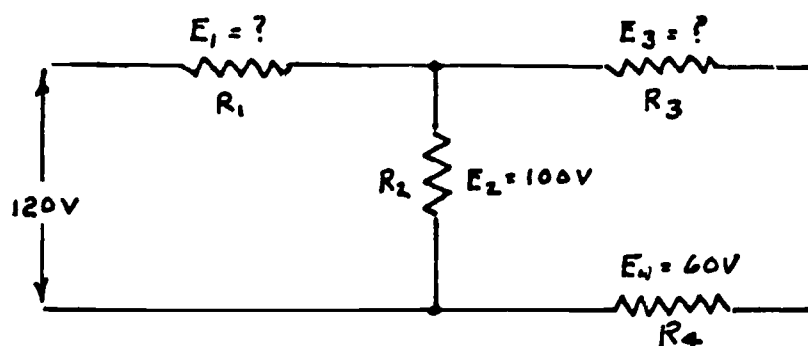 E₁ = ?
E₃ = ?
R₁
R₃
R₂
E₂ = 100V
120V
E₄ = 60V
R₄